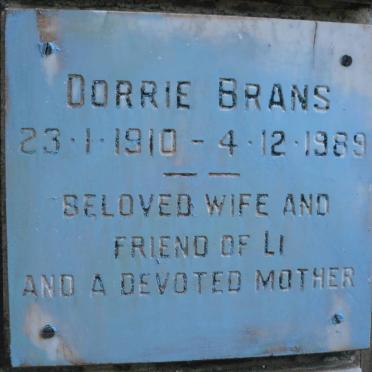 DORRIE BRANS
23·1·1910 - 4·12·1989
BELOVED WIFE AND
FRIEND OF LI
AND A DEVOTED MOTHER